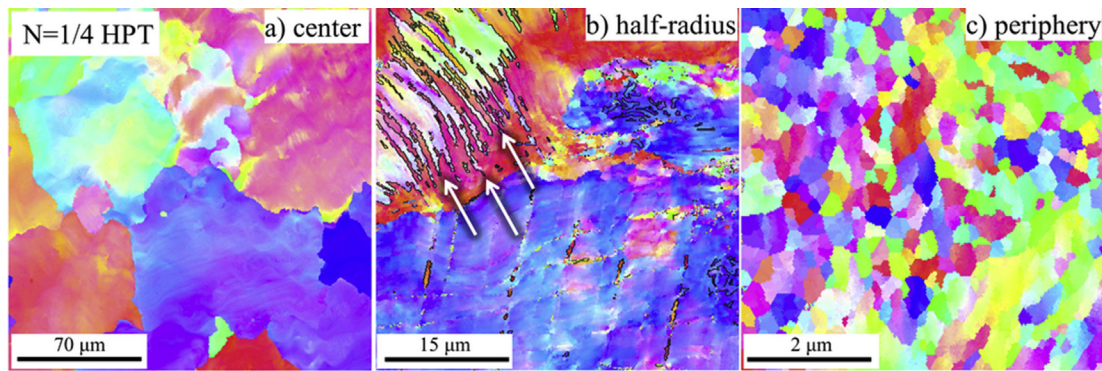 N=1/4 HPT
a) center
70 μm
b) half-radius
15 μm
c) periphery
2 μm